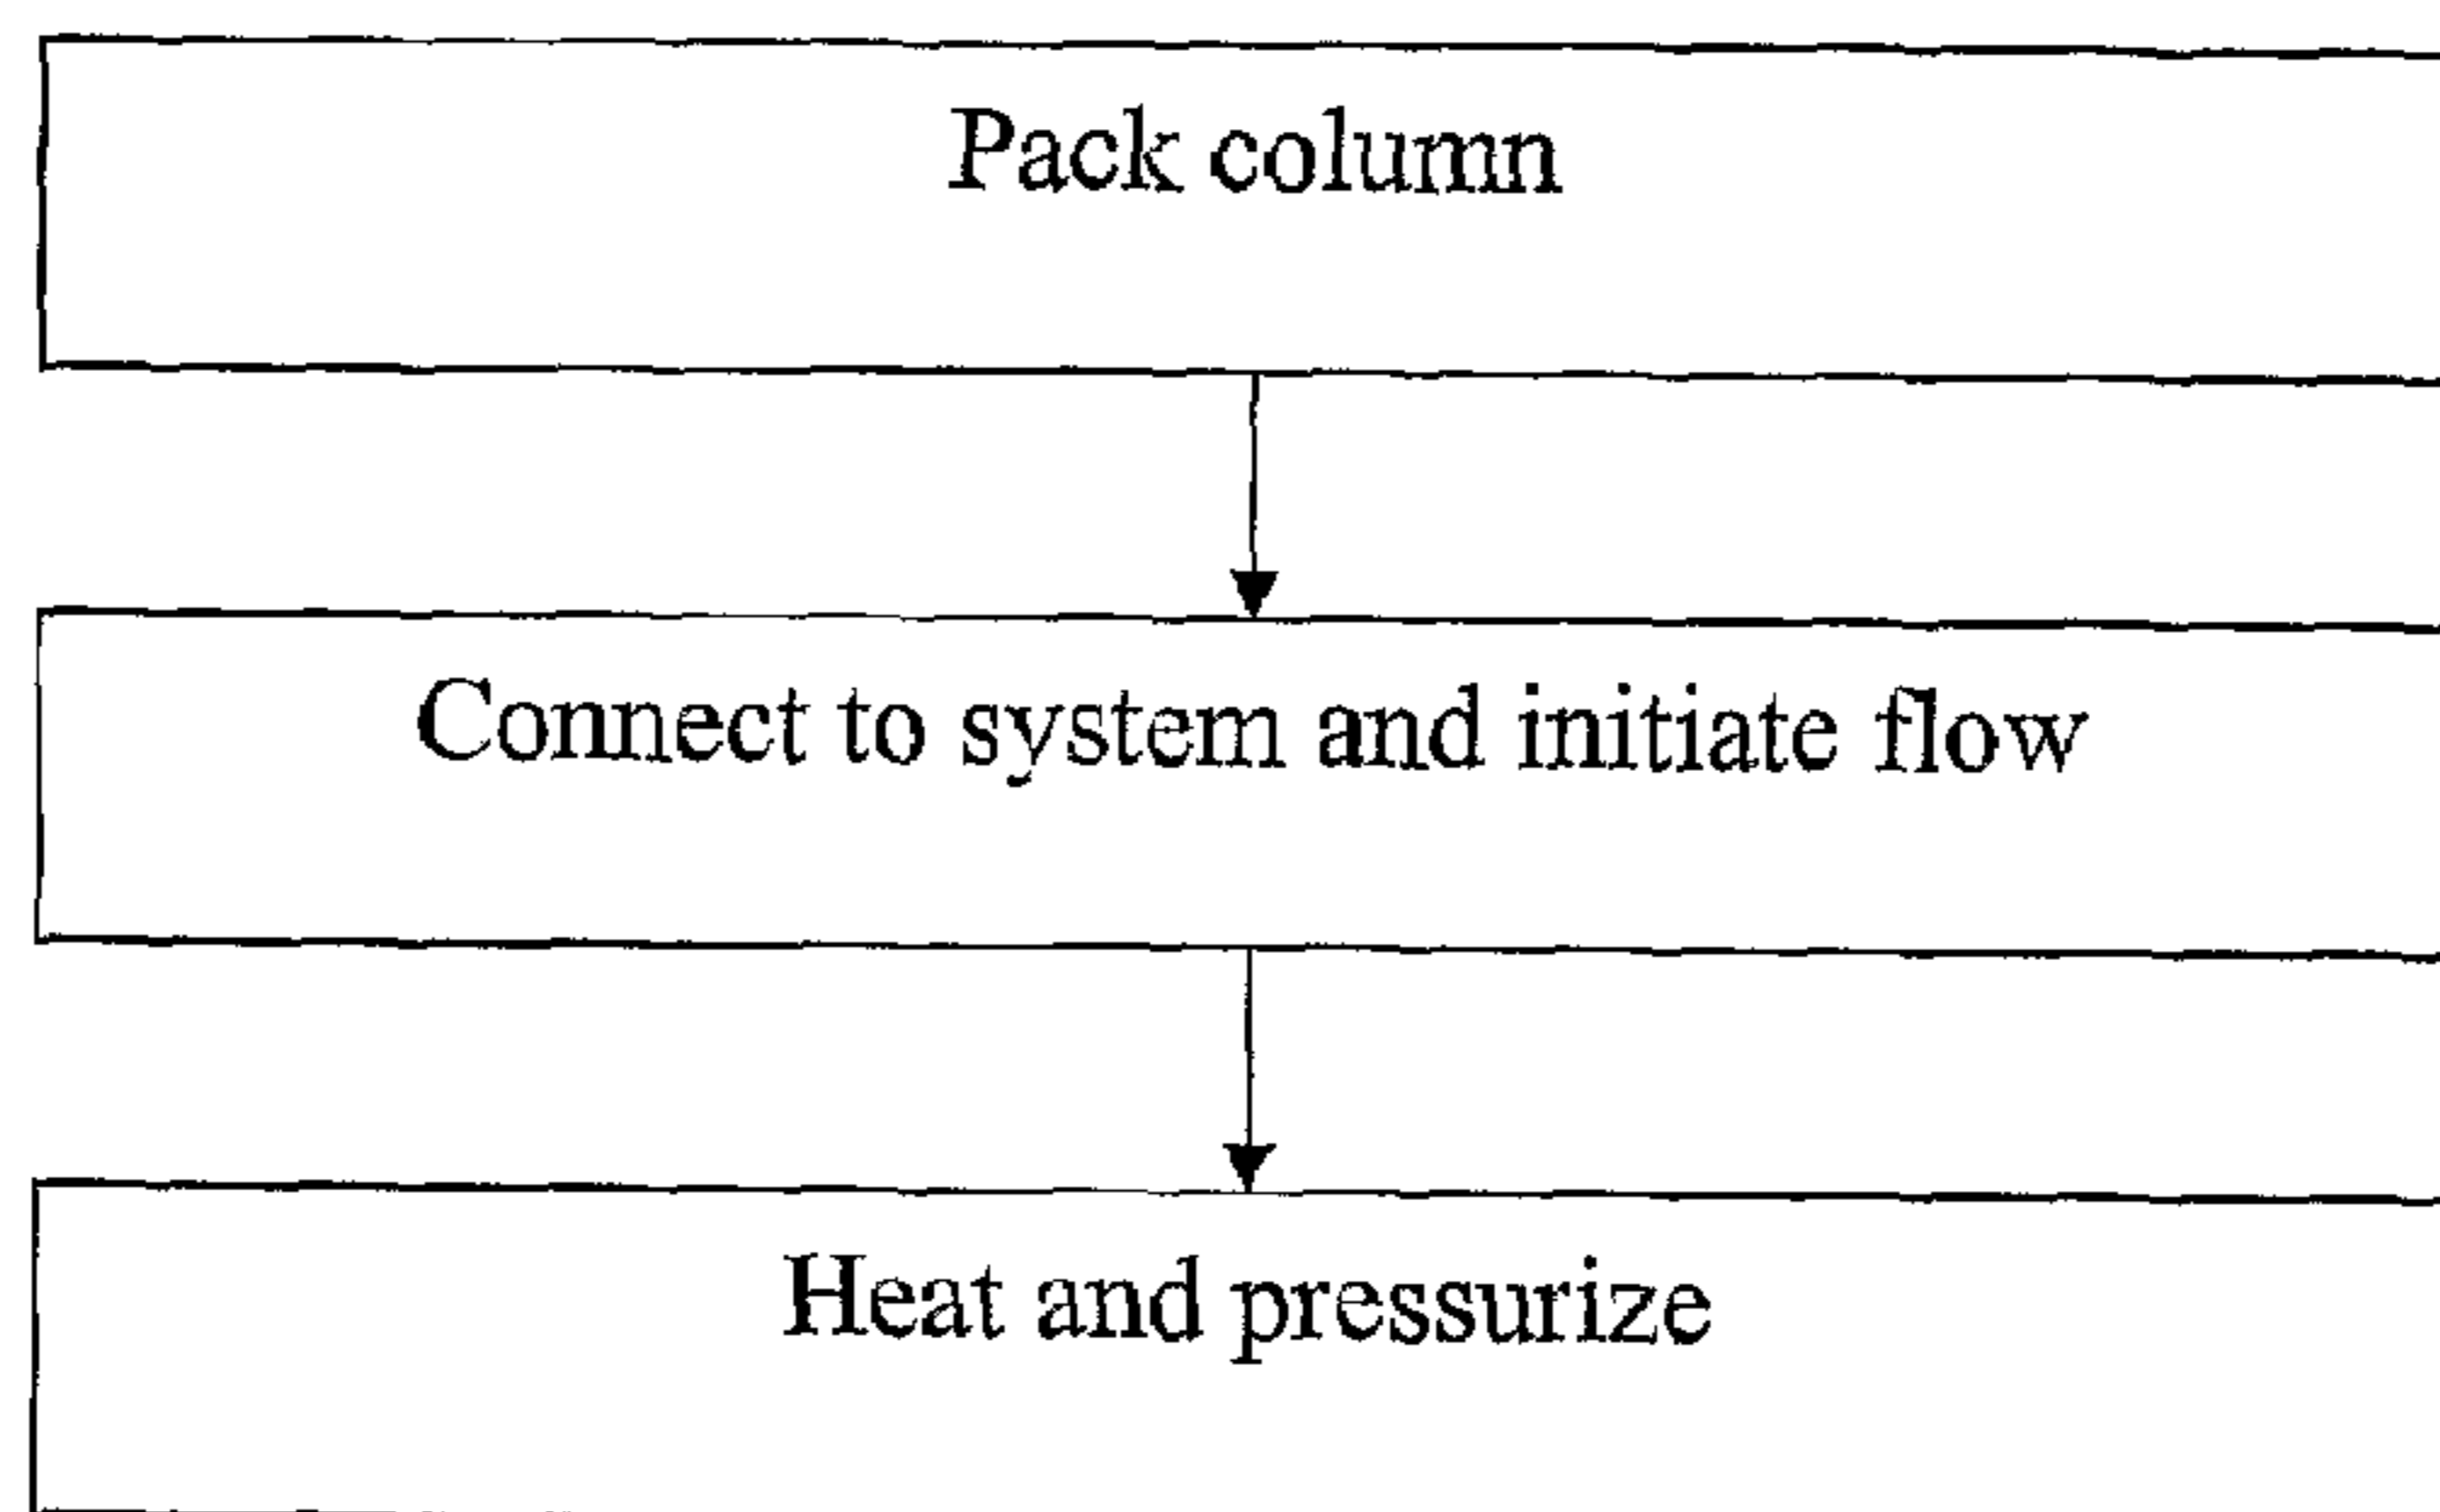 Pack column
Connect to system and initiate flow
Heat and pressurize